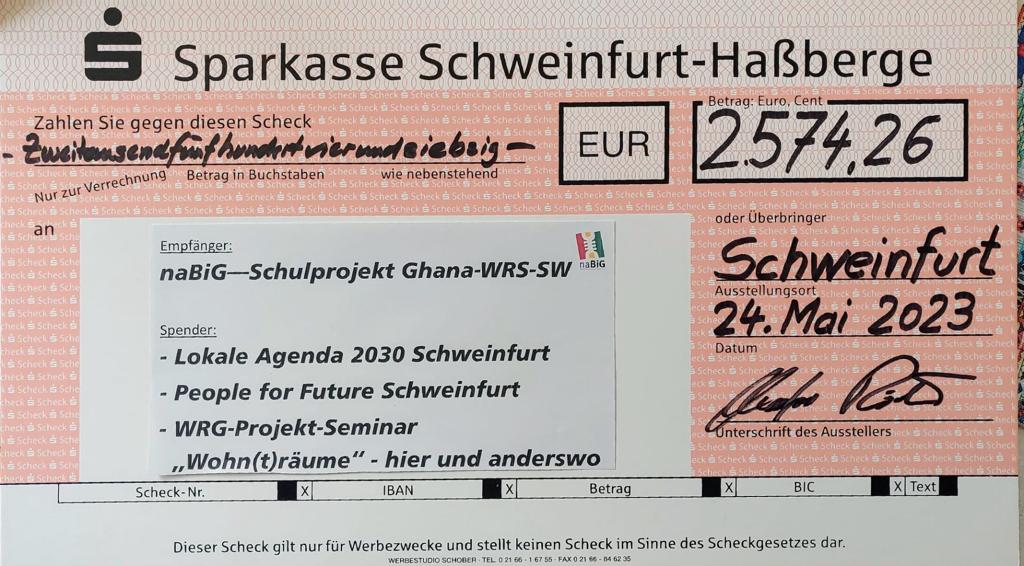 Sparkasse Schweinfurt-Haßberge
Zahlen Sie gegen diesen Scheck
- Zweitausendfünfhundertvierundsiebzig -
Nur zur Verrechnung Betrag in Buchstaben wie nebenstehend
EUR
Betrag: Euro, Cent
2.574,26
an
oder Überbringer
Empfänger:
naBiG
naBiG—Schulprojekt Ghana-WRS-SW
Spender:
- Lokale Agenda 2030 Schweinfurt
- People for Future Schweinfurt
- WRG-Projekt-Seminar
„Wohn(t)räume“ - hier und anderswo
Schweinfurt
Ausstellungsort
24. Mai 2023
Datum
Unterschrift des Ausstellers
Scheck-Nr. X IBAN X Betrag X BIC X Text
Dieser Scheck gilt nur für Werbezwecke und stellt keinen Scheck im Sinne des Scheckgesetzes dar.
WERBESTUDIO SCHOBER · TEL. 0 21 66 - 1 67 55 · FAX 0 21 66 - 84 62 35